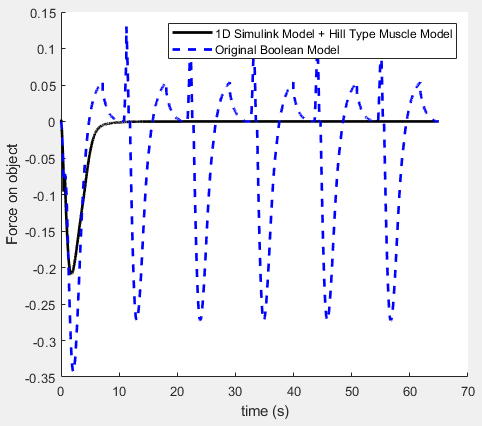 0.15
0.1
0.05
0
-0.05
-0.1
-0.15
-0.2
-0.25
-0.3
-0.35
Force on object
1D Simulink Model + Hill Type Muscle Model
Original Boolean Model
0 10 20 30 40 50 60 70
time (s)